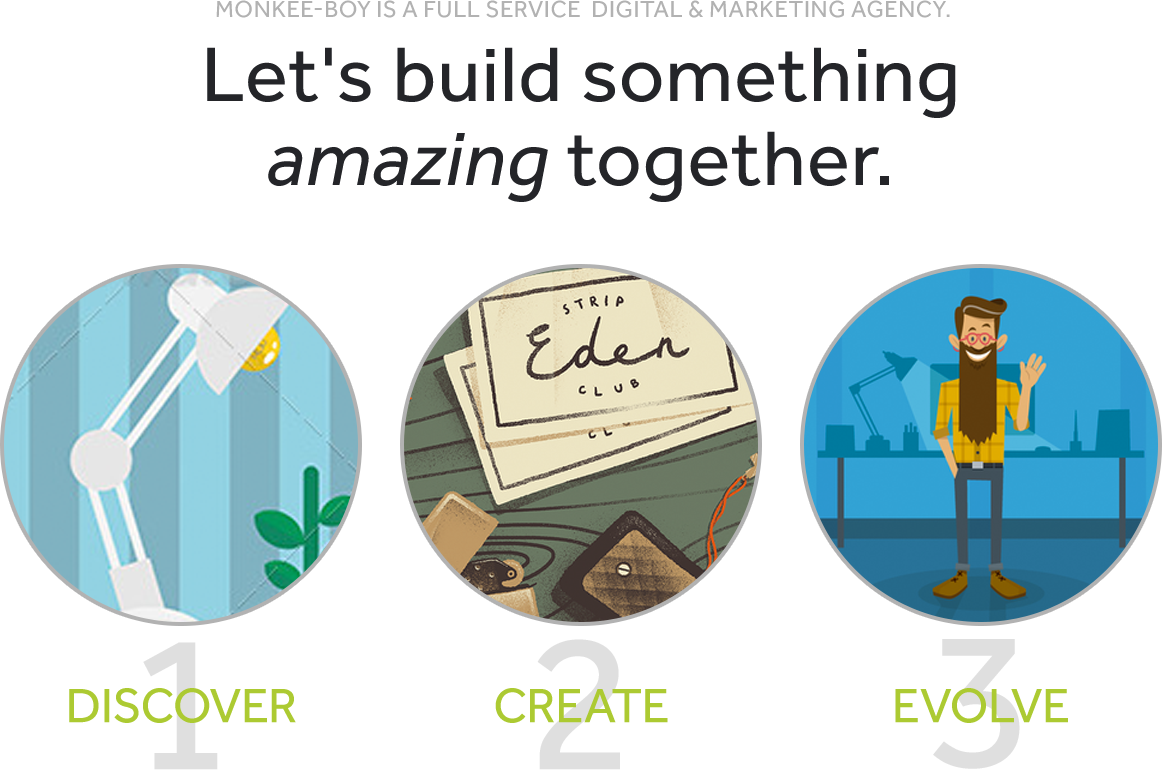 MONKEE-BOY IS A FULL SERVICE DIGITAL & MARKETING AGENCY.
Let's build something
amazing together.
STRIP
Eden
CLUB
CLU
1
DISCOVER
2
CREATE
3
EVOLVE